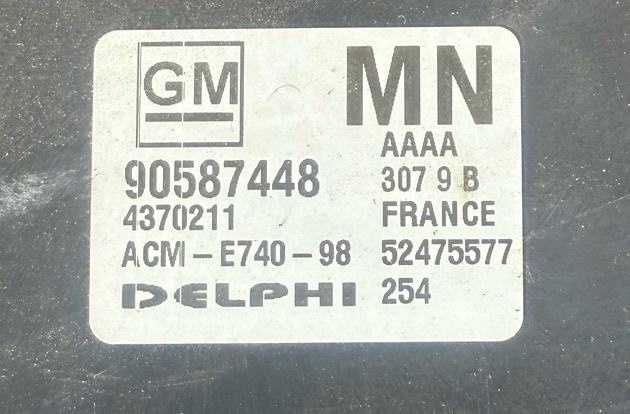 GM MN
AAAA
90587448 307 9 B
4370211 FRANCE
ACM – E740 – 98 52475577
DELPHI 254